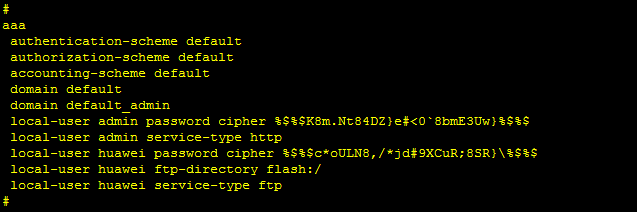 #
aaa
authentication-scheme default
authorization-scheme default
accounting-scheme default
domain default
domain default_admin
local-user admin password cipher %$%$K8m.Nt84DZ}e#<0`8bmE3Uw}%$%$
local-user admin service-type http
local-user huawei password cipher %$%$c*oULN8,/*jd#9XCuR;8SR}\%$%$
local-user huawei ftp-directory flash:/
local-user huawei service-type ftp
#